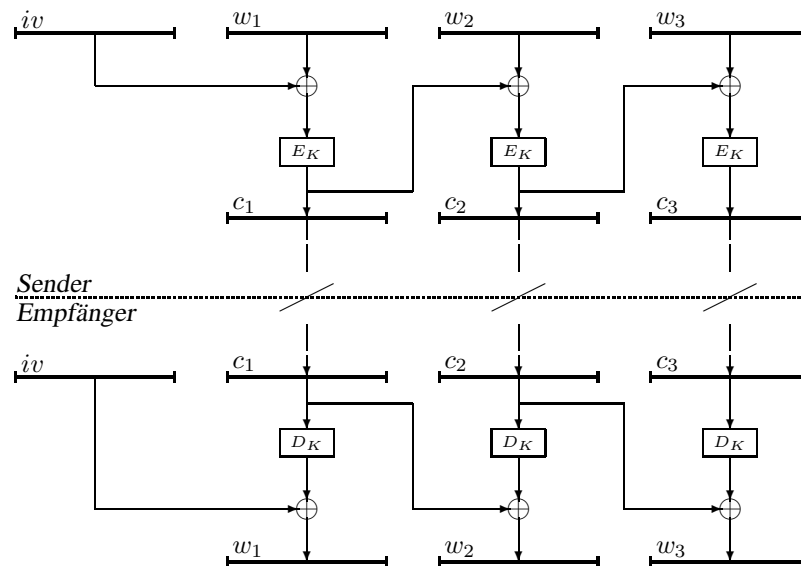 iv w₁ w₂ w₃
E_K E_K E_K
c₁ c₂ c₃
Sender
Empfänger
iv c₁ c₂ c₃
D_K D_K D_K
w₁ w₂ w₃